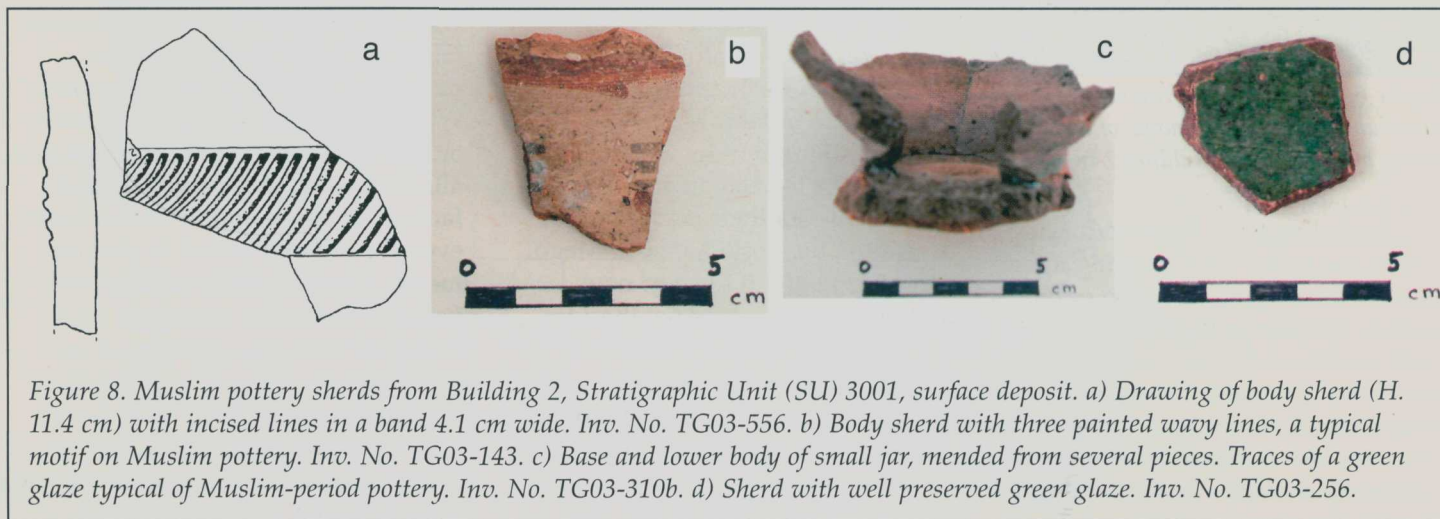 a
b
c
d
0 5
cm
0 5
cm
0 5
cm
Figure 8. Muslim pottery sherds from Building 2, Stratigraphic Unit (SU) 3001, surface deposit. a) Drawing of body sherd (H.
11.4 cm) with incised lines in a band 4.1 cm wide. Inv. No. TG03-556. b) Body sherd with three painted wavy lines, a typical
motif on Muslim pottery. Inv. No. TG03-143. c) Base and lower body of small jar, mended from several pieces. Traces of a green
glaze typical of Muslim-period pottery. Inv. No. TG03-310b. d) Sherd with well preserved green glaze. Inv. No. TG03-256.